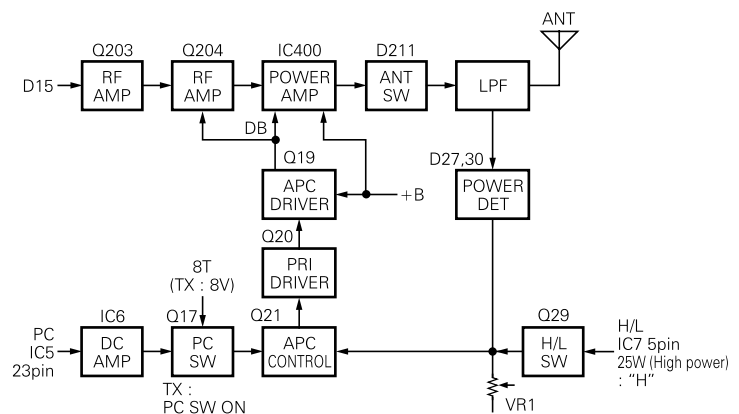 ANT
Q203
Q204
IC400
D211
D15
RF
AMP
RF
AMP
POWER
AMP
ANT
SW
LPF
DB
Q19
D27,30
APC
DRIVER
+B
POWER
DET
Q20
PRI
DRIVER
8T
(TX : 8V)
IC6
Q17
Q21
Q29
PC
IC5
23pin
DC
AMP
PC
SW
APC
CONTROL
H/L
SW
H/L
IC7 5pin
25W (High power)
: "H"
TX :
PC SW ON
VR1